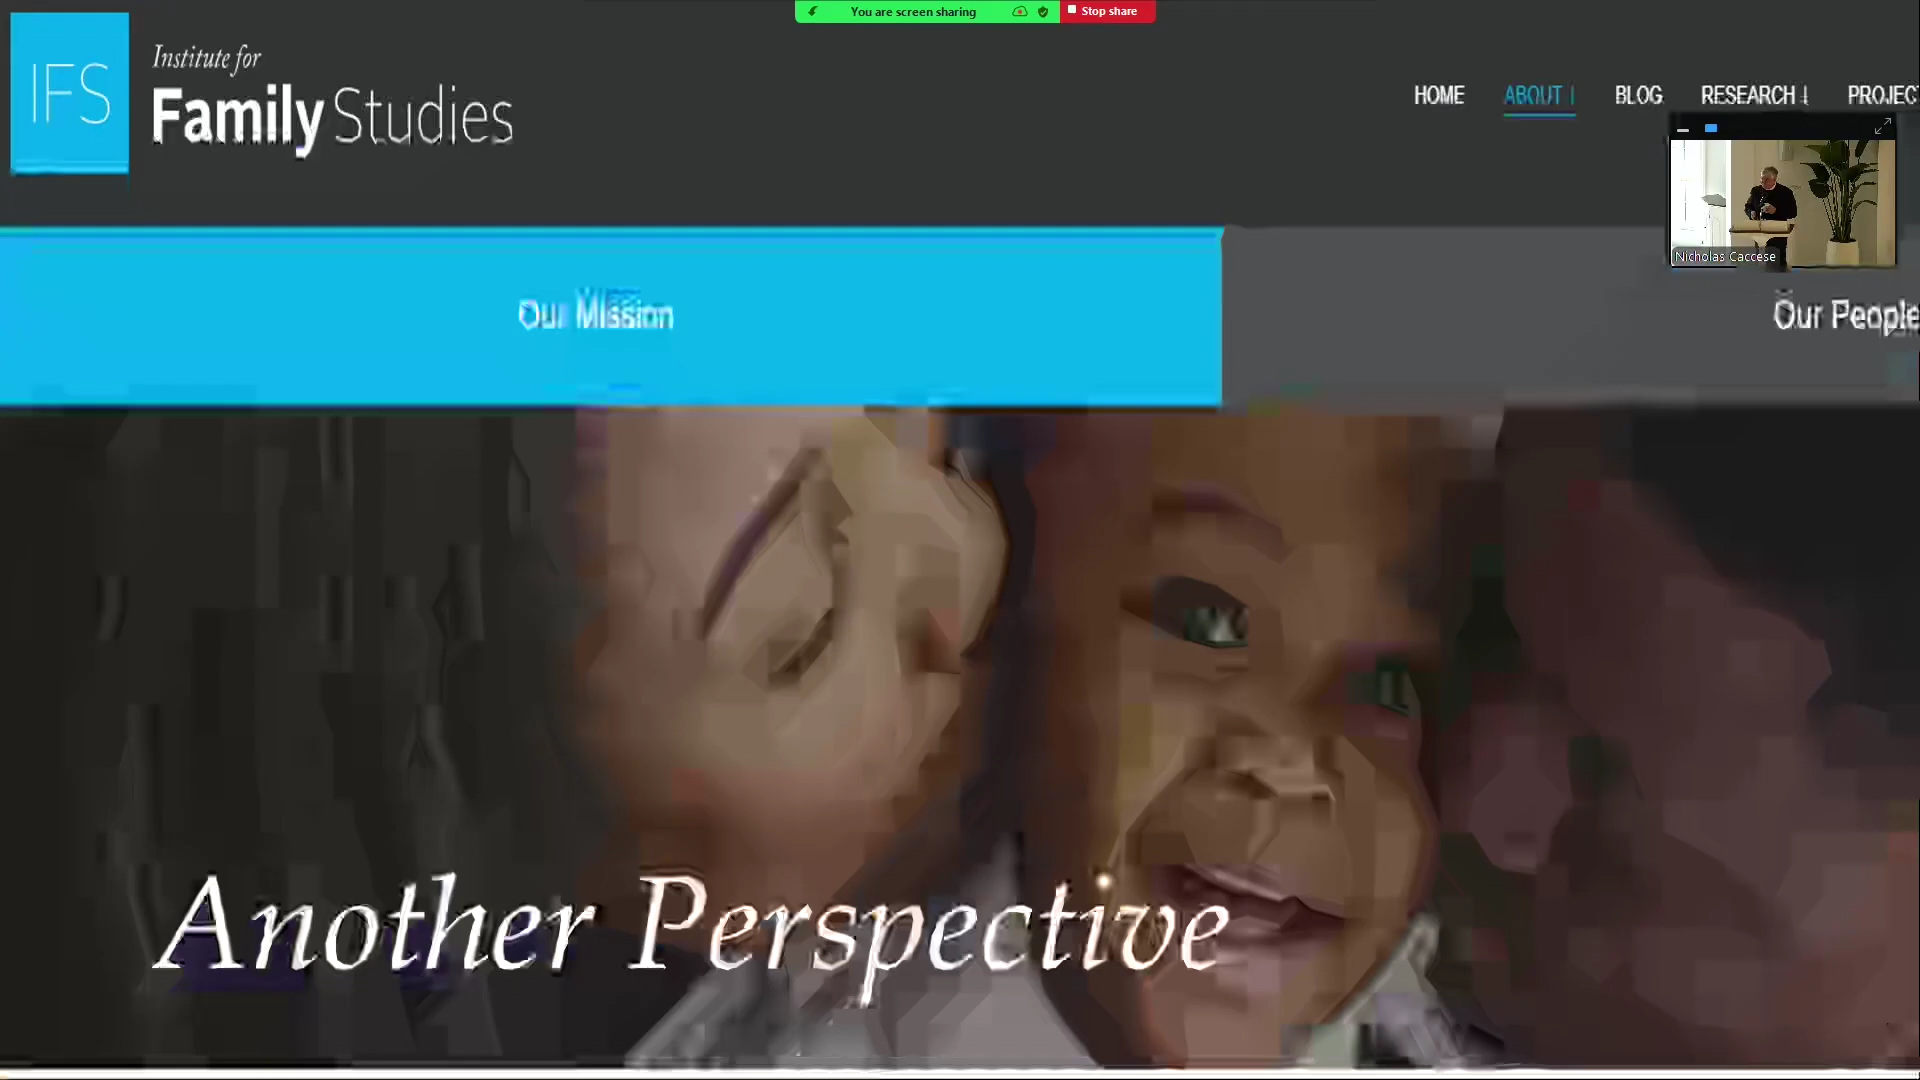 You are screen sharing
Stop share
IFS
Institute for
Family Studies
HOME
ABOUT
BLOG
RESEARCH
Nicholas Caccese
Our Mission
Our People
Another Perspective